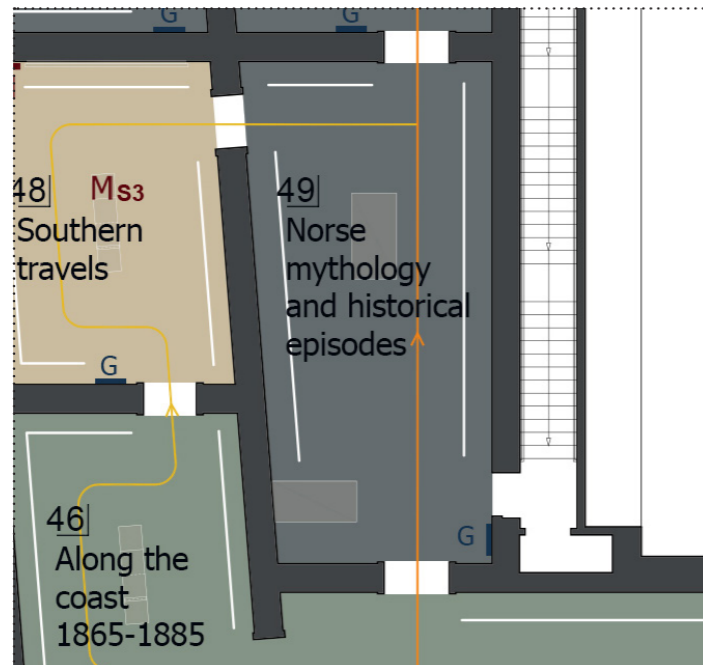 G
G
48
Ms3
Southern
travels
49
Norse
mythology
and historical
episodes
G
46
Along the
coast
1865-1885
G